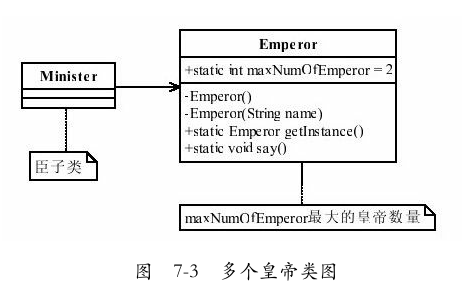 Emperor
+static int maxNumOfEmperor = 2
-Emperor()
-Emperor(String name)
+static Emperor getInstance()
+static void say()
Minister
臣子类
maxNumOfEmperor最大的皇帝数量
图 7-3 多个皇帝类图